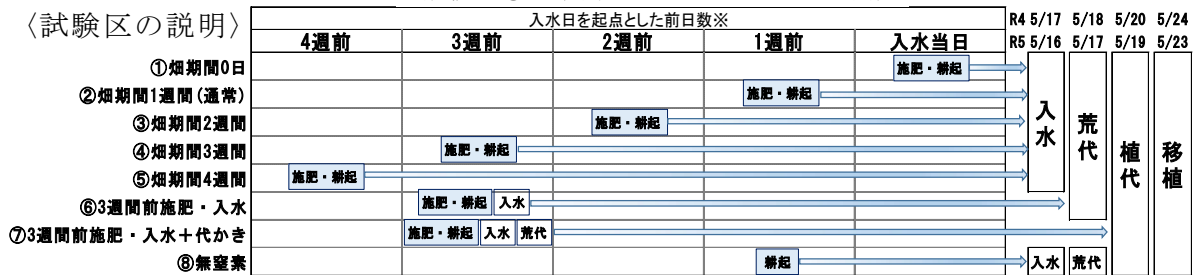 〈試験区の説明〉
入水日を起点とした前日数※
R4 5/17 5/18 5/20 5/24
4週前 3週前 2週前 1週前 入水当日
R5 5/16 5/17 5/19 5/23
①畑期間0日 施肥・耕起
②畑期間1週間(通常) 施肥・耕起
③畑期間2週間 施肥・耕起
④畑期間3週間 施肥・耕起
⑤畑期間4週間 施肥・耕起
⑥3週間前施肥・入水 施肥・耕起 入水
⑦3週間前施肥・入水+代かき 施肥・耕起 入水 荒代
⑧無窒素 耕起 入水 荒代
入水
荒代
植代
移植